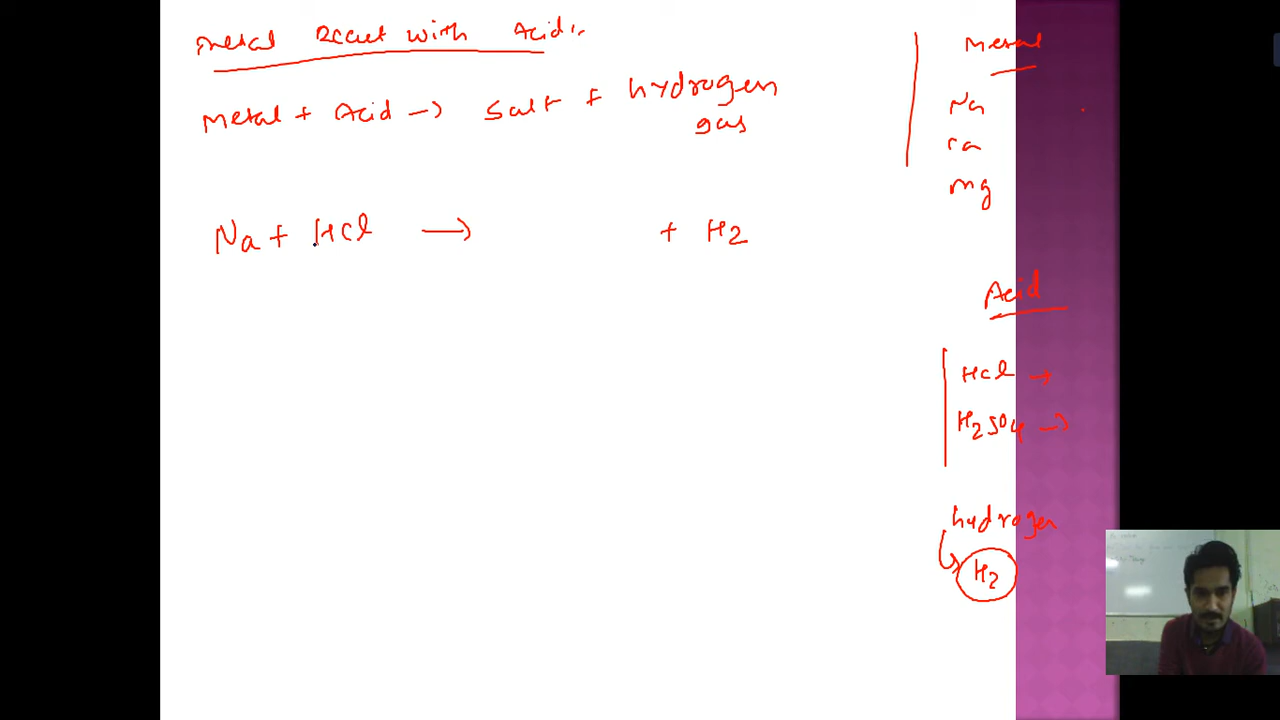 metal React with Acids
Metal + Acid → Salt + hydrogen
gas
Na + HCl → + H2
Metal
Na
Ca
mg
Acid
HCl →
H2SO4 →
hydrogen
H2